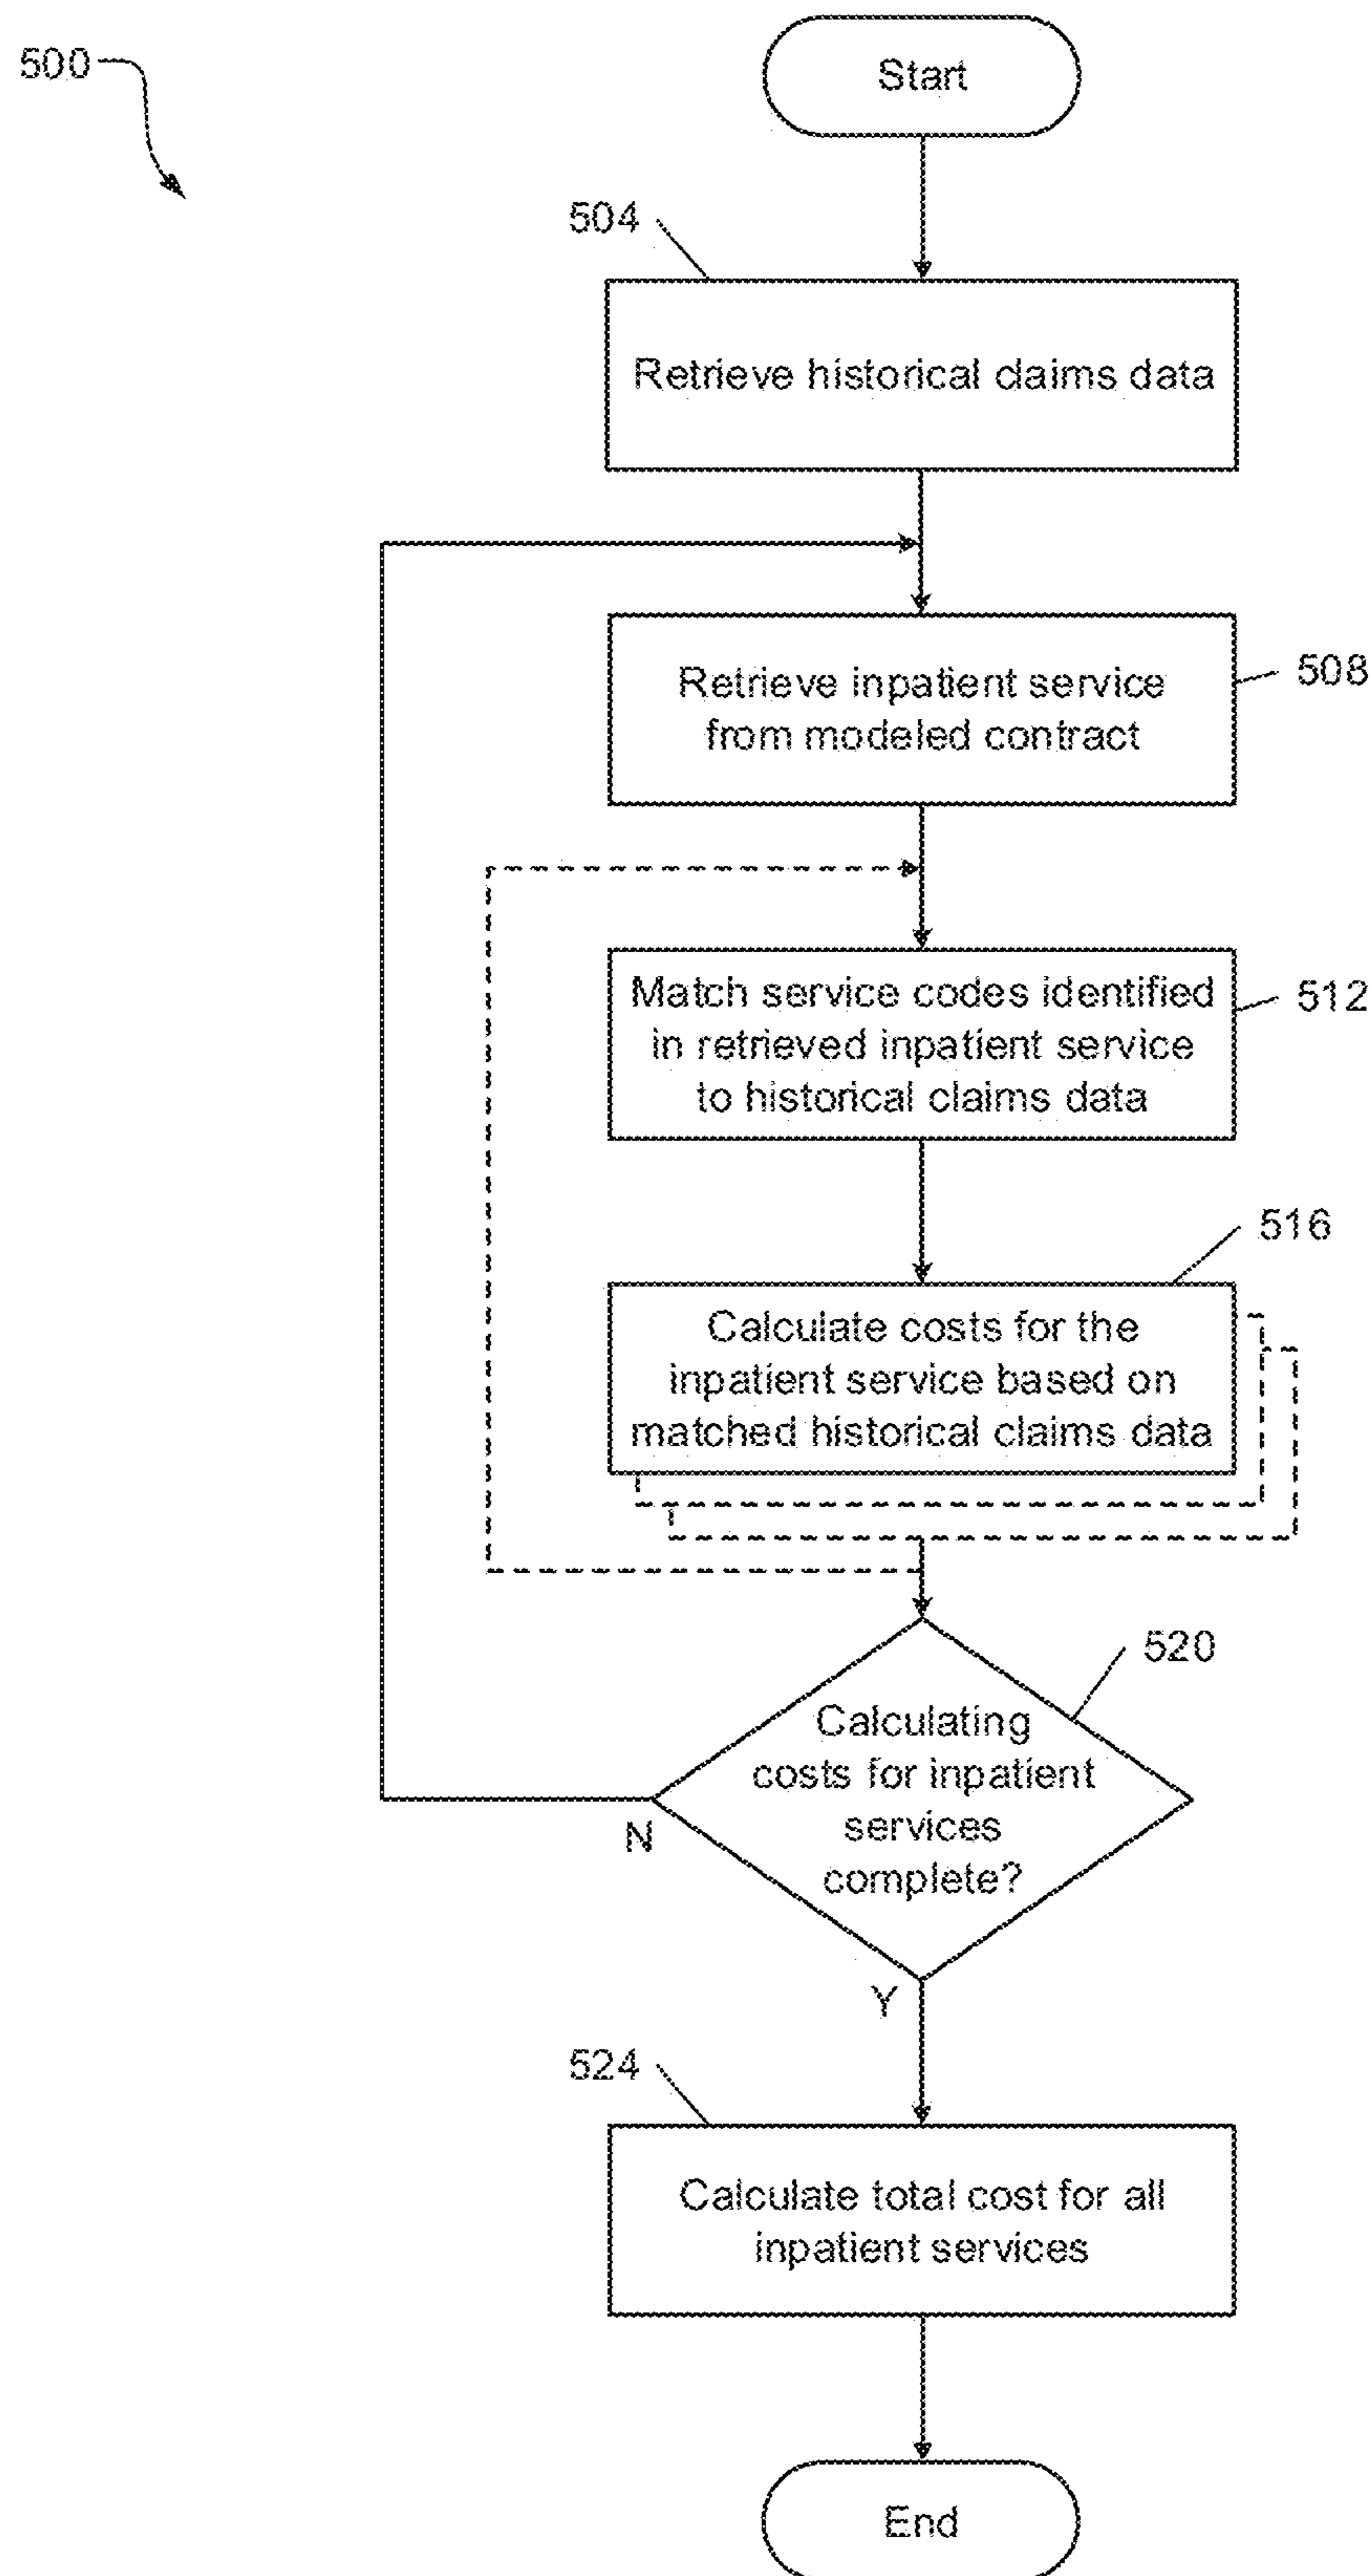 500
Start
504
Retrieve historical claims data
Retrieve inpatient service
from modeled contract
508
Match service codes identified
in retrieved inpatient service
to historical claims data
512
516
Calculate costs for the
inpatient service based on
matched historical claims data
520
Calculating
costs for inpatient
services
complete?
N
Y
524
Calculate total cost for all
inpatient services
End